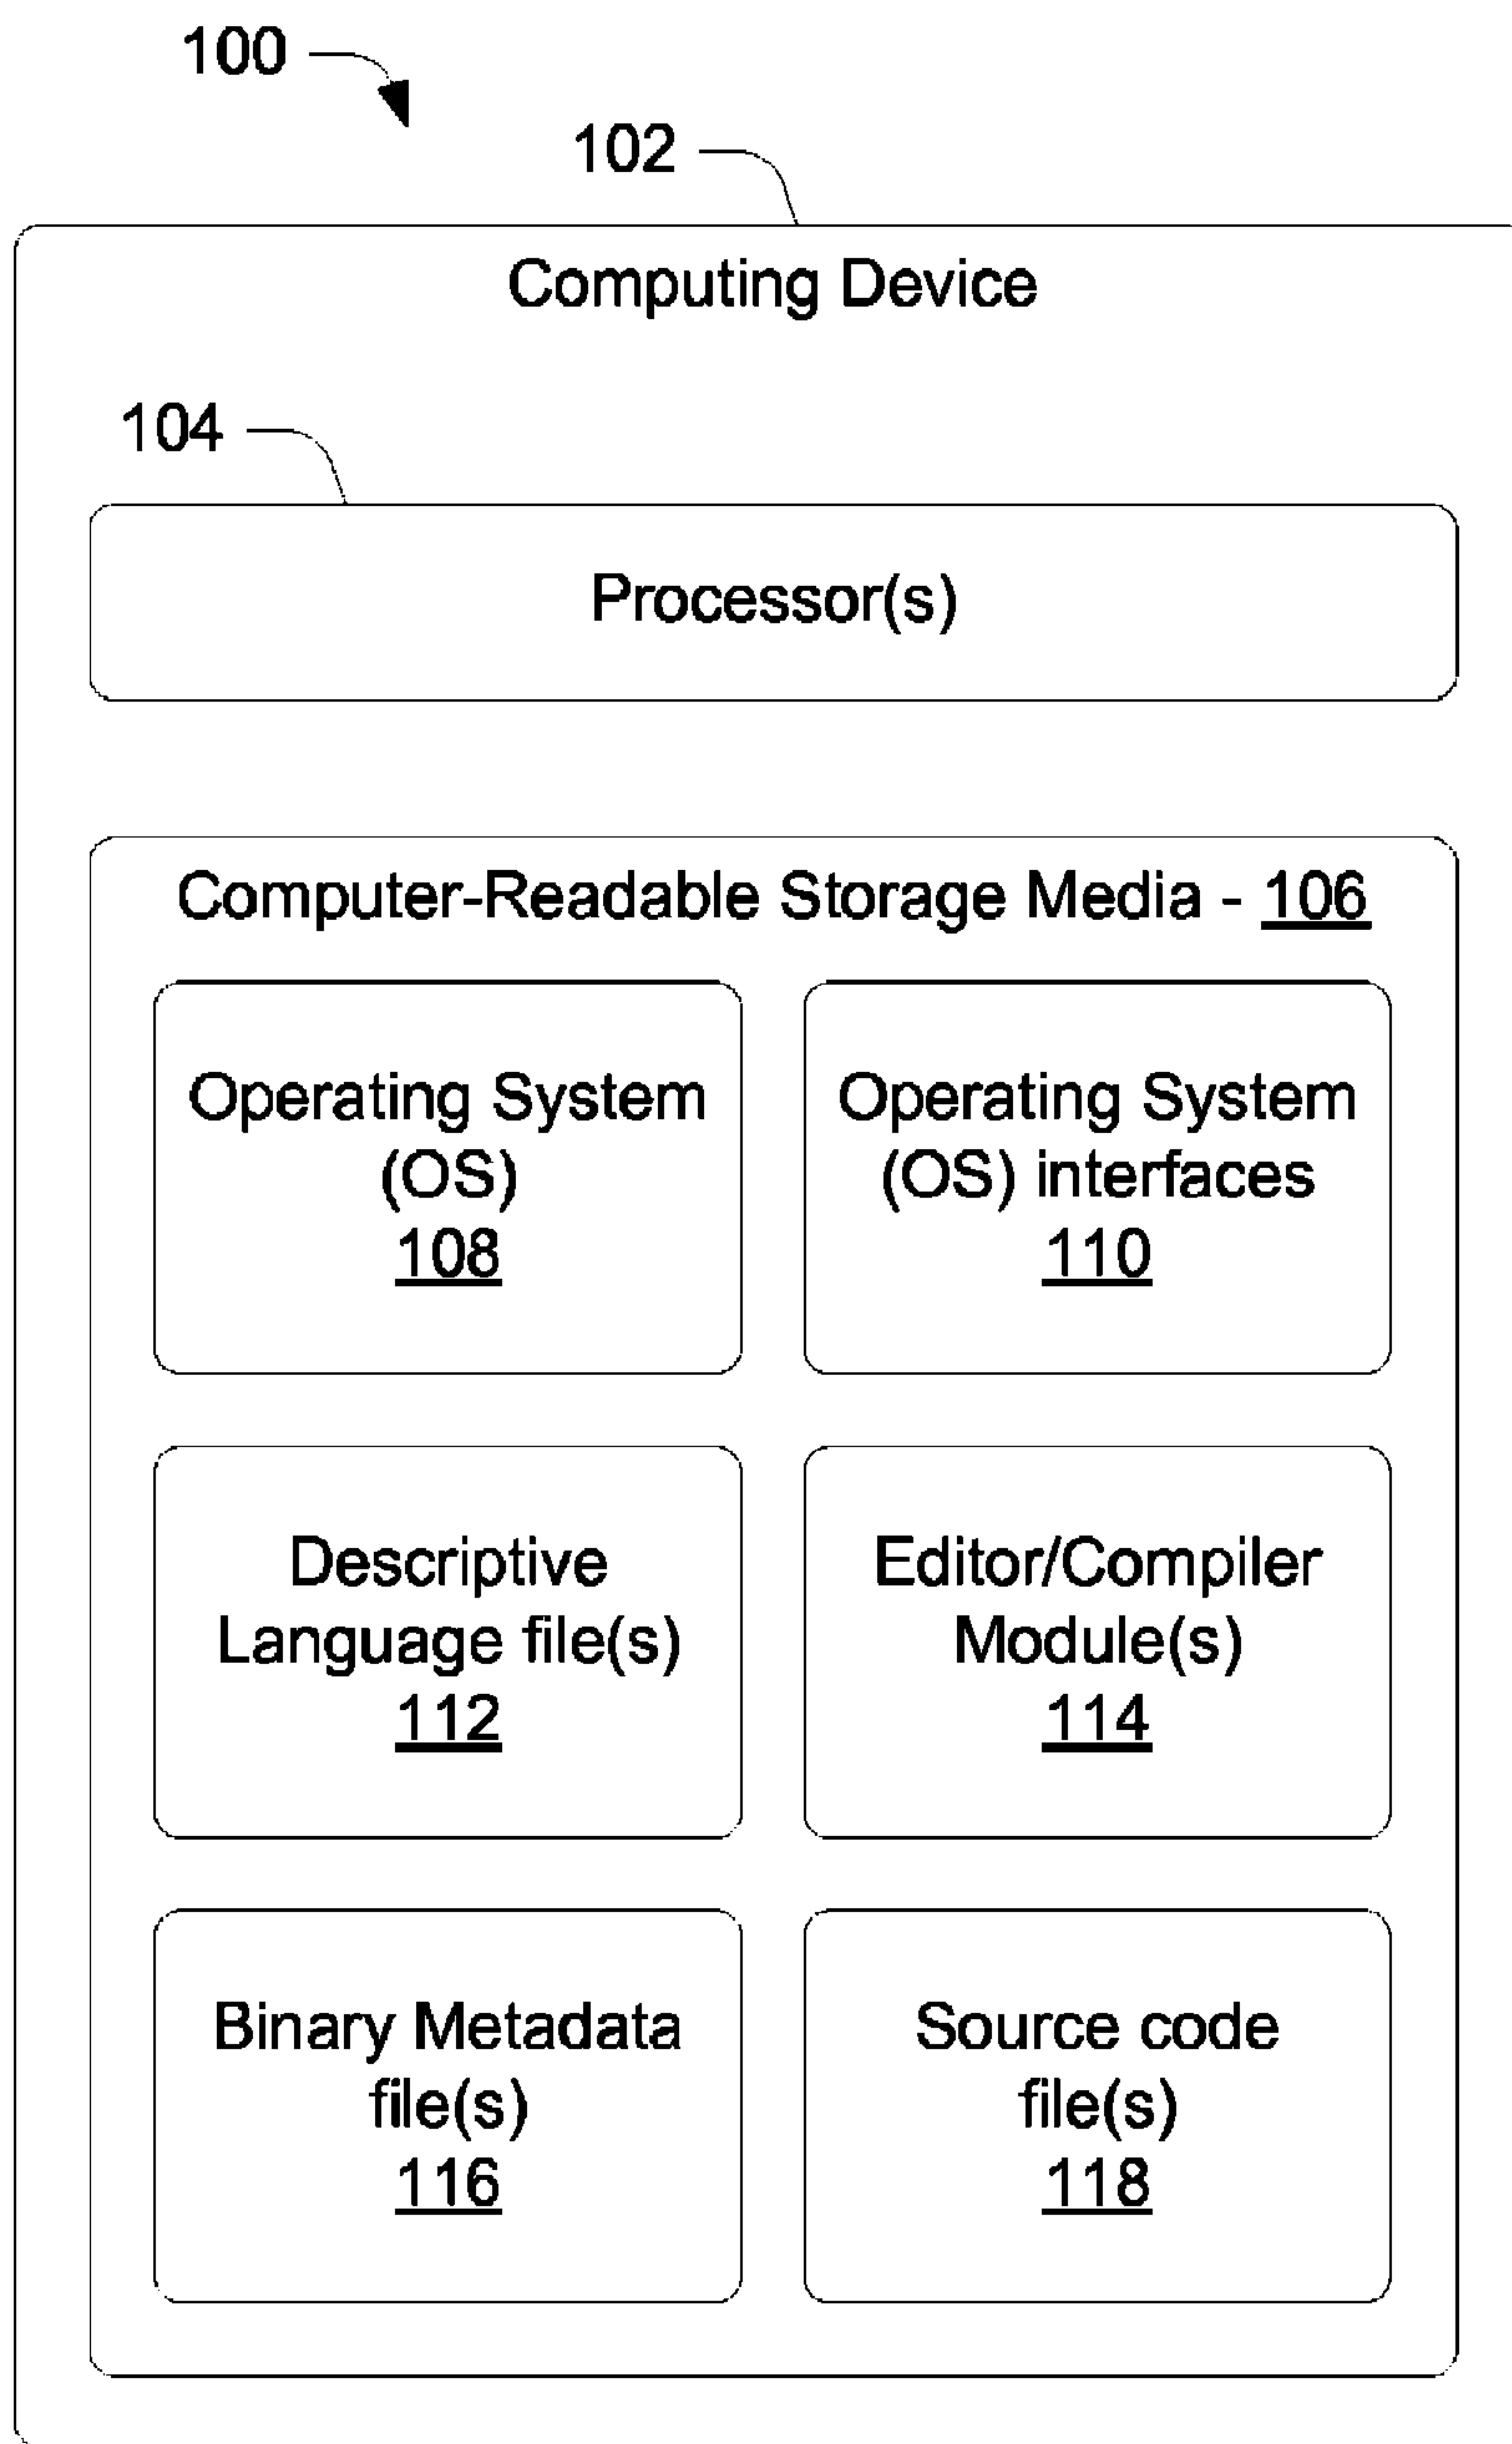 100
102
Computing Device
104
Processor(s)
Computer-Readable Storage Media - 106
Operating System
(OS)
108
Operating System
(OS) interfaces
110
Descriptive
Language file(s)
112
Editor/Compiler
Module(s)
114
Binary Metadata
file(s)
116
Source code
file(s)
118